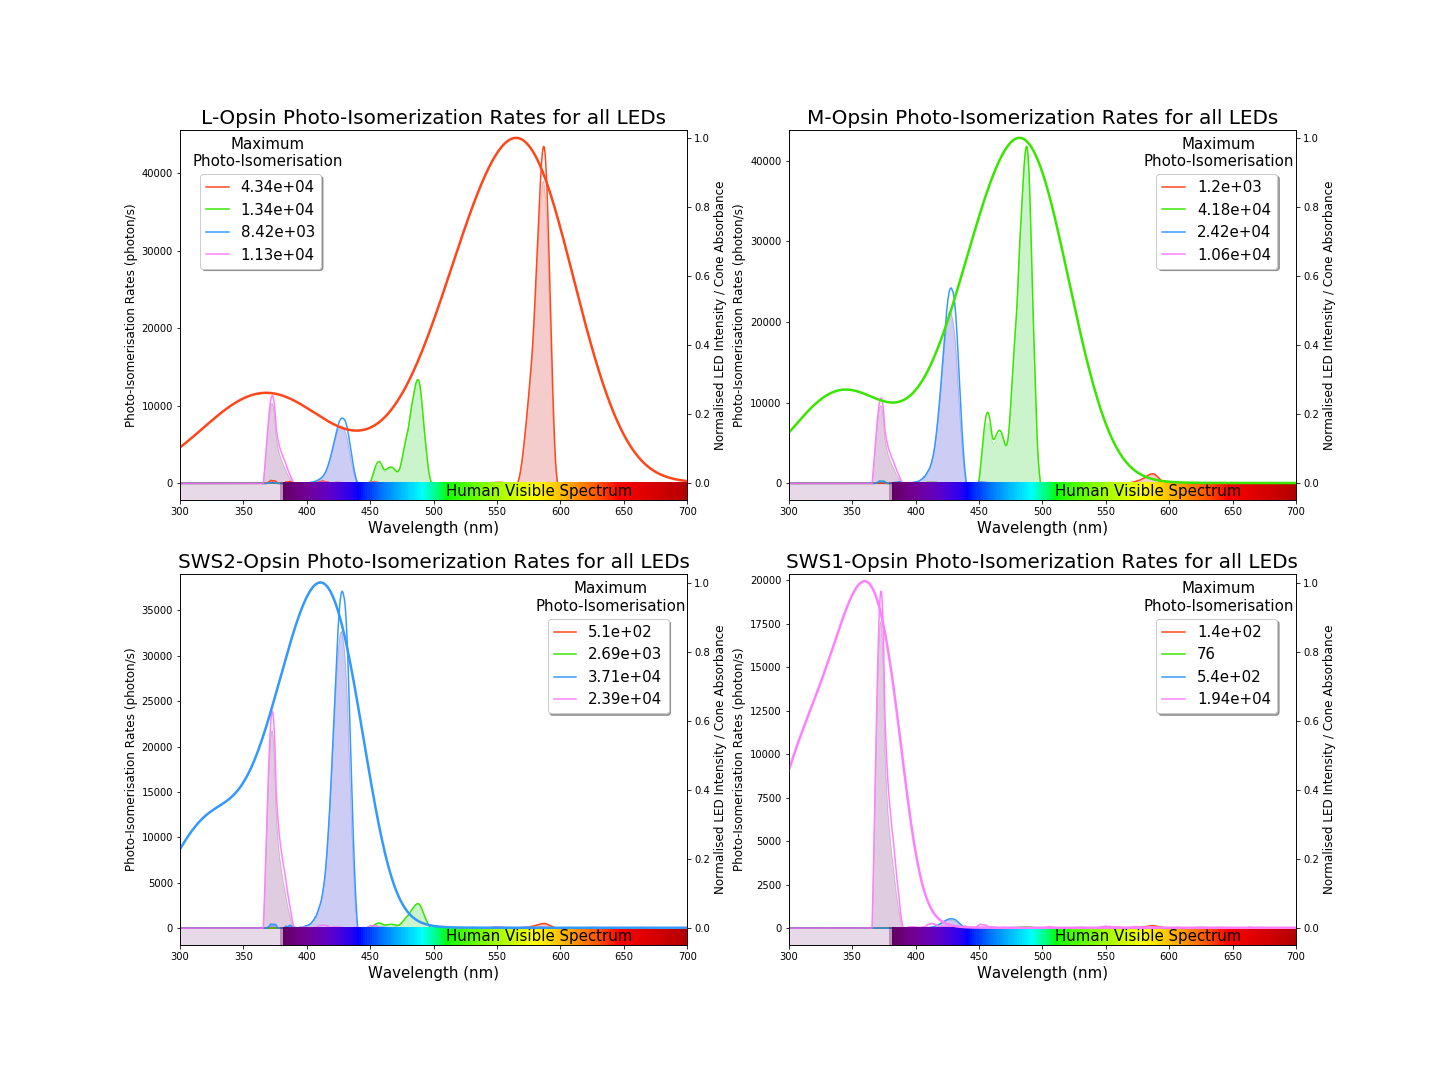 L-Opsin Photo-Isomerization Rates for all LEDs
Maximum
Photo-Isomerisation
4.34e+04
1.34e+04
8.42e+03
1.13e+04
Photo-Isomerisation Rates (photon/s)
40000
30000
20000
10000
0
Normalised LED Intensity / Cone Absorbance
1.0
0.8
0.6
0.4
0.2
0.0
Human Visible Spectrum
300 350 400 450 500 550 600 650 700
Wavelength (nm)
M-Opsin Photo-Isomerization Rates for all LEDs
Maximum
Photo-Isomerisation
1.2e+03
4.18e+04
2.42e+04
1.06e+04
Photo-Isomerisation Rates (photon/s)
40000
30000
20000
10000
0
Normalised LED Intensity / Cone Absorbance
1.0
0.8
0.6
0.4
0.2
0.0
Human Visible Spectrum
300 350 400 450 500 550 600 650 700
Wavelength (nm)
SWS2-Opsin Photo-Isomerization Rates for all LEDs
Maximum
Photo-Isomerisation
5.1e+02
2.69e+03
3.71e+04
2.39e+04
Photo-Isomerisation Rates (photon/s)
35000
30000
25000
20000
15000
10000
5000
0
Normalised LED Intensity / Cone Absorbance
1.0
0.8
0.6
0.4
0.2
0.0
Human Visible Spectrum
300 350 400 450 500 550 600 650 700
Wavelength (nm)
SWS1-Opsin Photo-Isomerization Rates for all LEDs
Maximum
Photo-Isomerisation
1.4e+02
76
5.4e+02
1.94e+04
Photo-Isomerisation Rates (photon/s)
20000
17500
15000
12500
10000
7500
5000
2500
0
Normalised LED Intensity / Cone Absorbance
1.0
0.8
0.6
0.4
0.2
0.0
Human Visible Spectrum
300 350 400 450 500 550 600 650 700
Wavelength (nm)